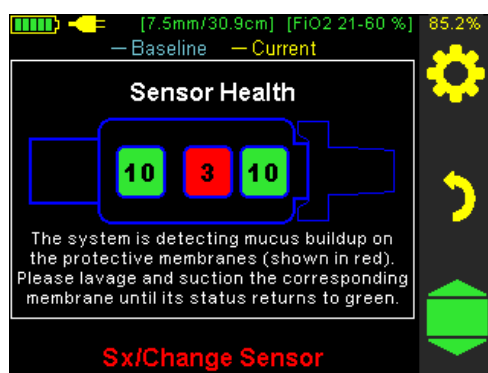 [7.5mm/30.9cm] [FiO2 21-60 %] 85.2%
— Baseline — Current
Sensor Health
10 3 10
The system is detecting mucus buildup on
the protective membranes (shown in red).
Please lavage and suction the corresponding
membrane until its status returns to green.
Sx/Change Sensor